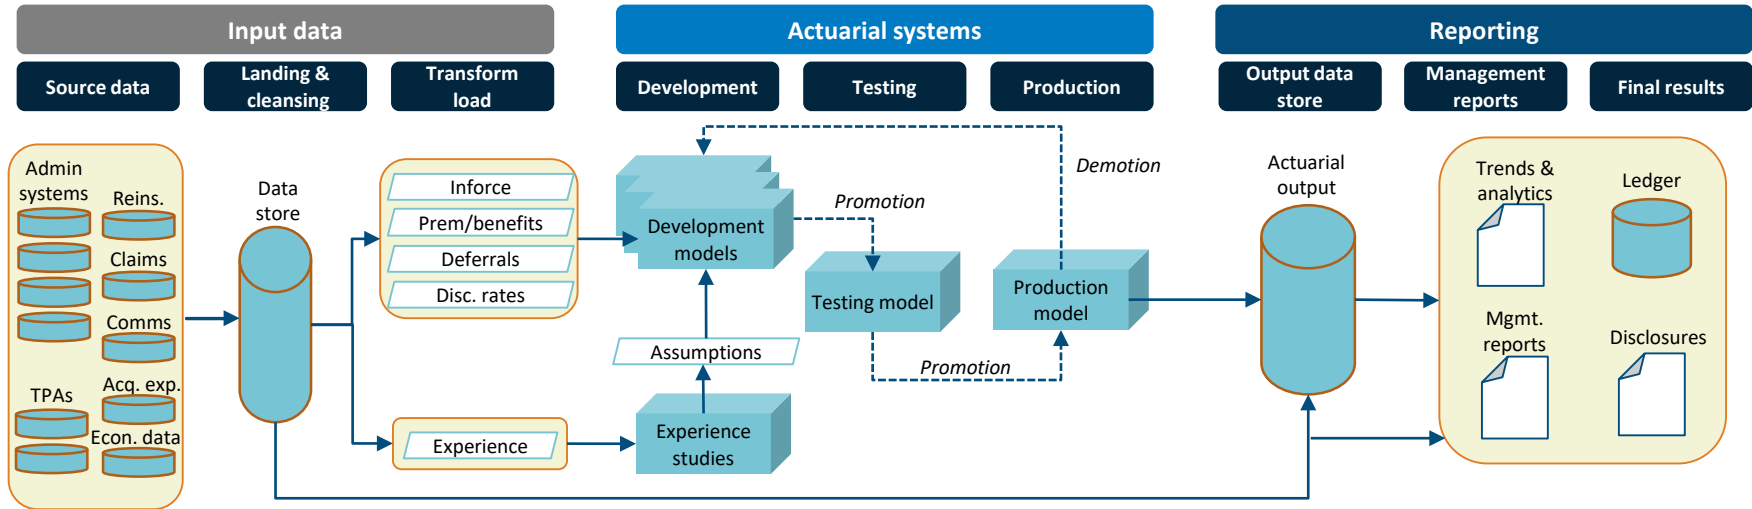 Input data
Actuarial systems
Reporting
Source data
Landing &
cleansing
Transform
load
Development
Testing
Production
Output data
store
Management
reports
Final results
Admin
systems
Reins.
Claims
Comms
TPAs
Acq. exp.
Econ. data
Data
store
Inforce
Prem/benefits
Deferrals
Disc. rates
Experience
Development
models
Assumptions
Experience
studies
Promotion
Testing model
Promotion
Demotion
Production
model
Actuarial
output
Trends &
analytics
Ledger
Mgmt.
reports
Disclosures